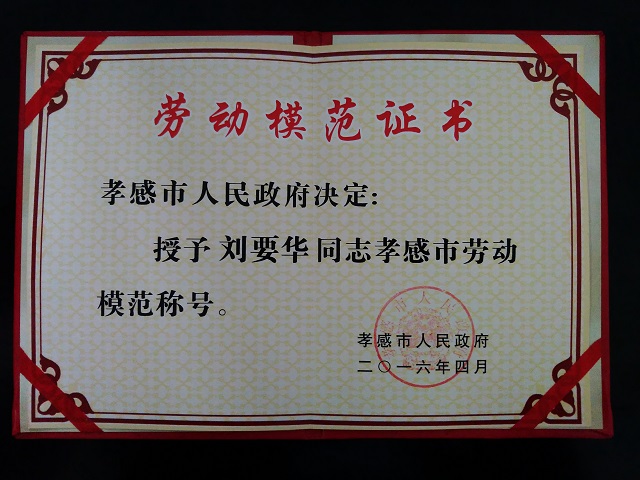 劳动模范证书
孝感市人民政府决定:
授予 刘要华 同志孝感市劳动
模范称号。
孝感市人民政府
二〇一六年四月